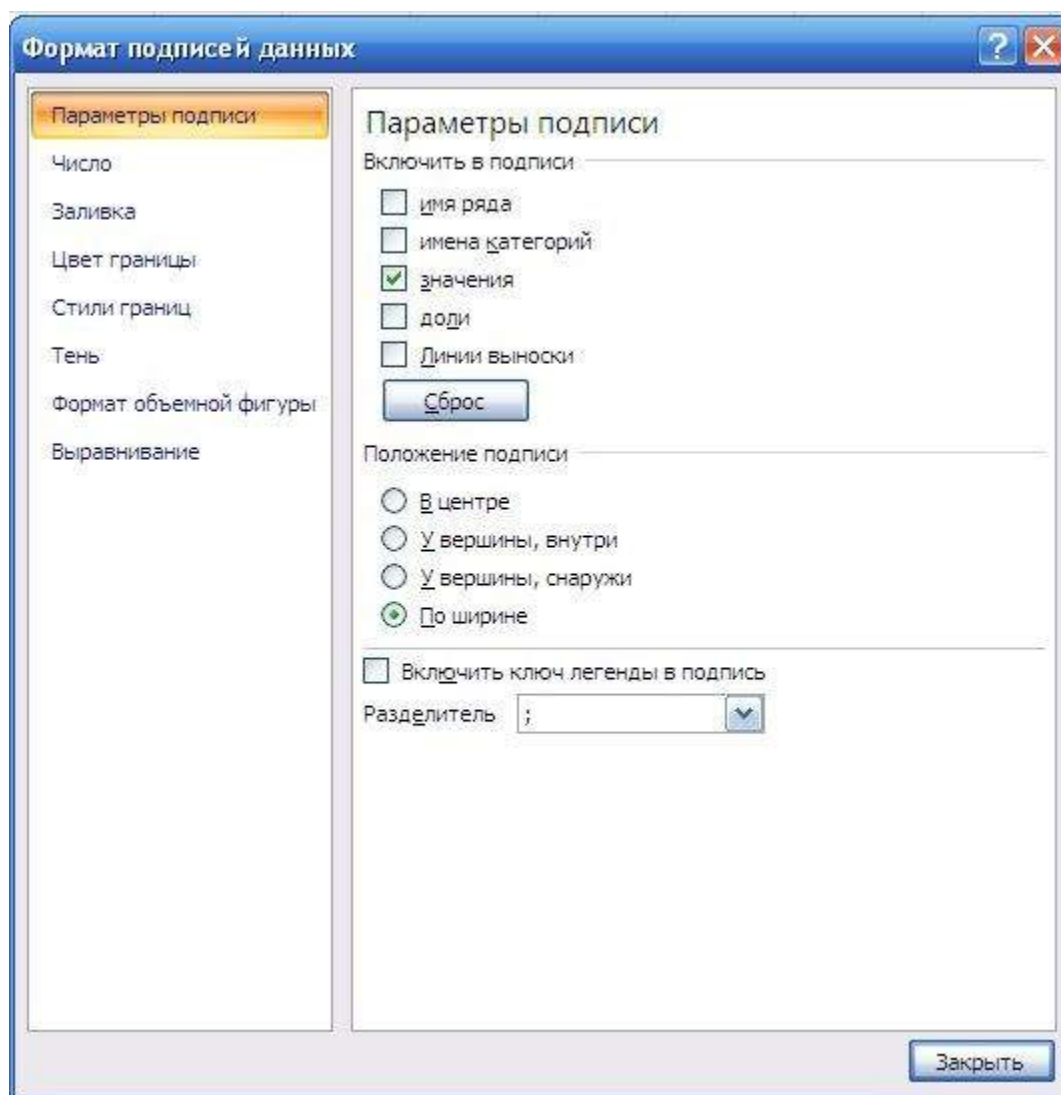 Формат подписей данных
?
Параметры подписи
Число
Заливка
Цвет границы
Стили границ
Тень
Формат объемной фигуры
Выравнивание
Параметры подписи
Включить в подписи
имя ряда
имена категорий
значения
доли
Линии выноски
Сброс
Положение подписи
В центре
У вершины, внутри
У вершины, снаружи
По ширине
Включить ключ легенды в подпись
Разделитель ;
Закрыть